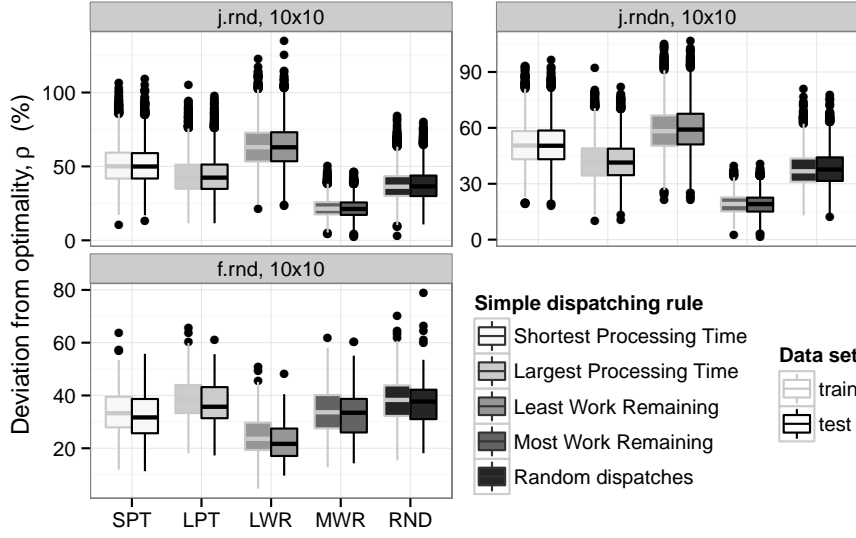 j.rnd, 10x10
j.rndn, 10x10
100
50
0
90
60
30
0
f.rnd, 10x10
80
60
40
20
Deviation from optimality, ρ (%)
SPT LPT LWR MWR RND
Simple dispatching rule
Shortest Processing Time
Largest Processing Time
Least Work Remaining
Most Work Remaining
Random dispatches
Data set
train
test